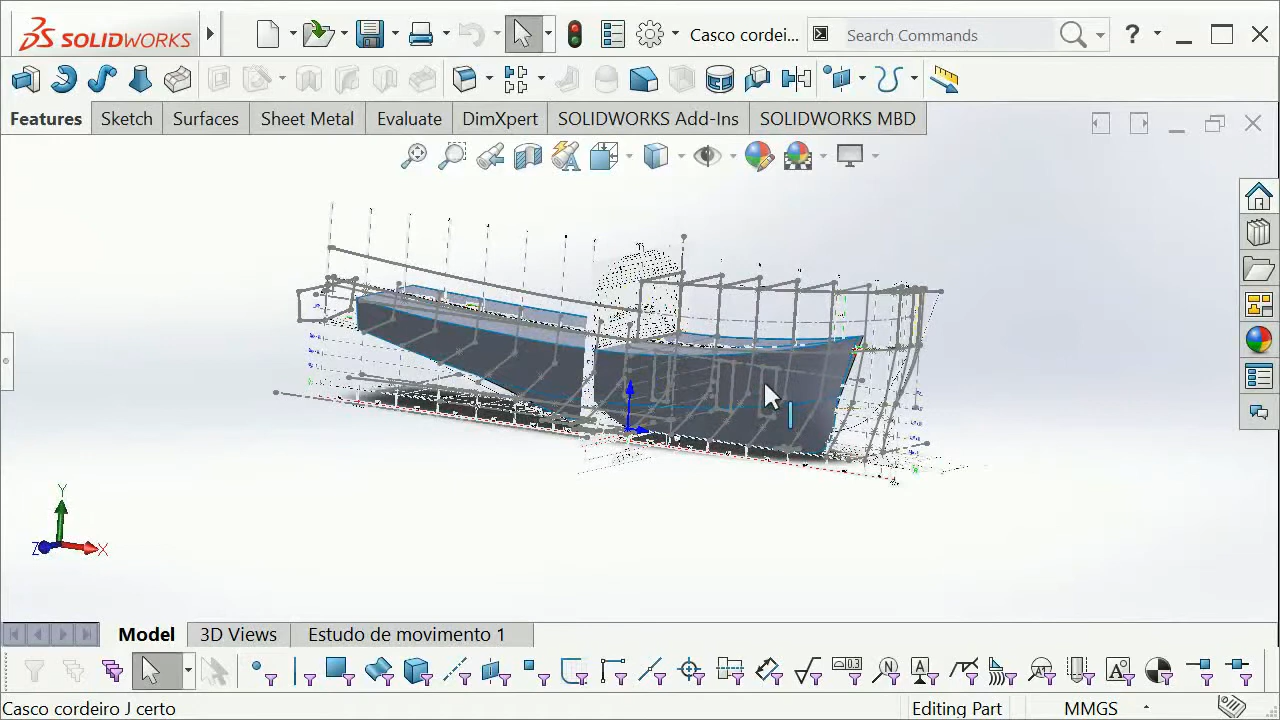 SOLIDWORKS
Casco cordei...
Search Commands
?
Features
Sketch
Surfaces
Sheet Metal
Evaluate
DimXpert
SOLIDWORKS Add-Ins
SOLIDWORKS MBD
Y
Z
X
Model
3D Views
Estudo de movimento 1
Casco cordeiro J certo
Editing Part
MMGS